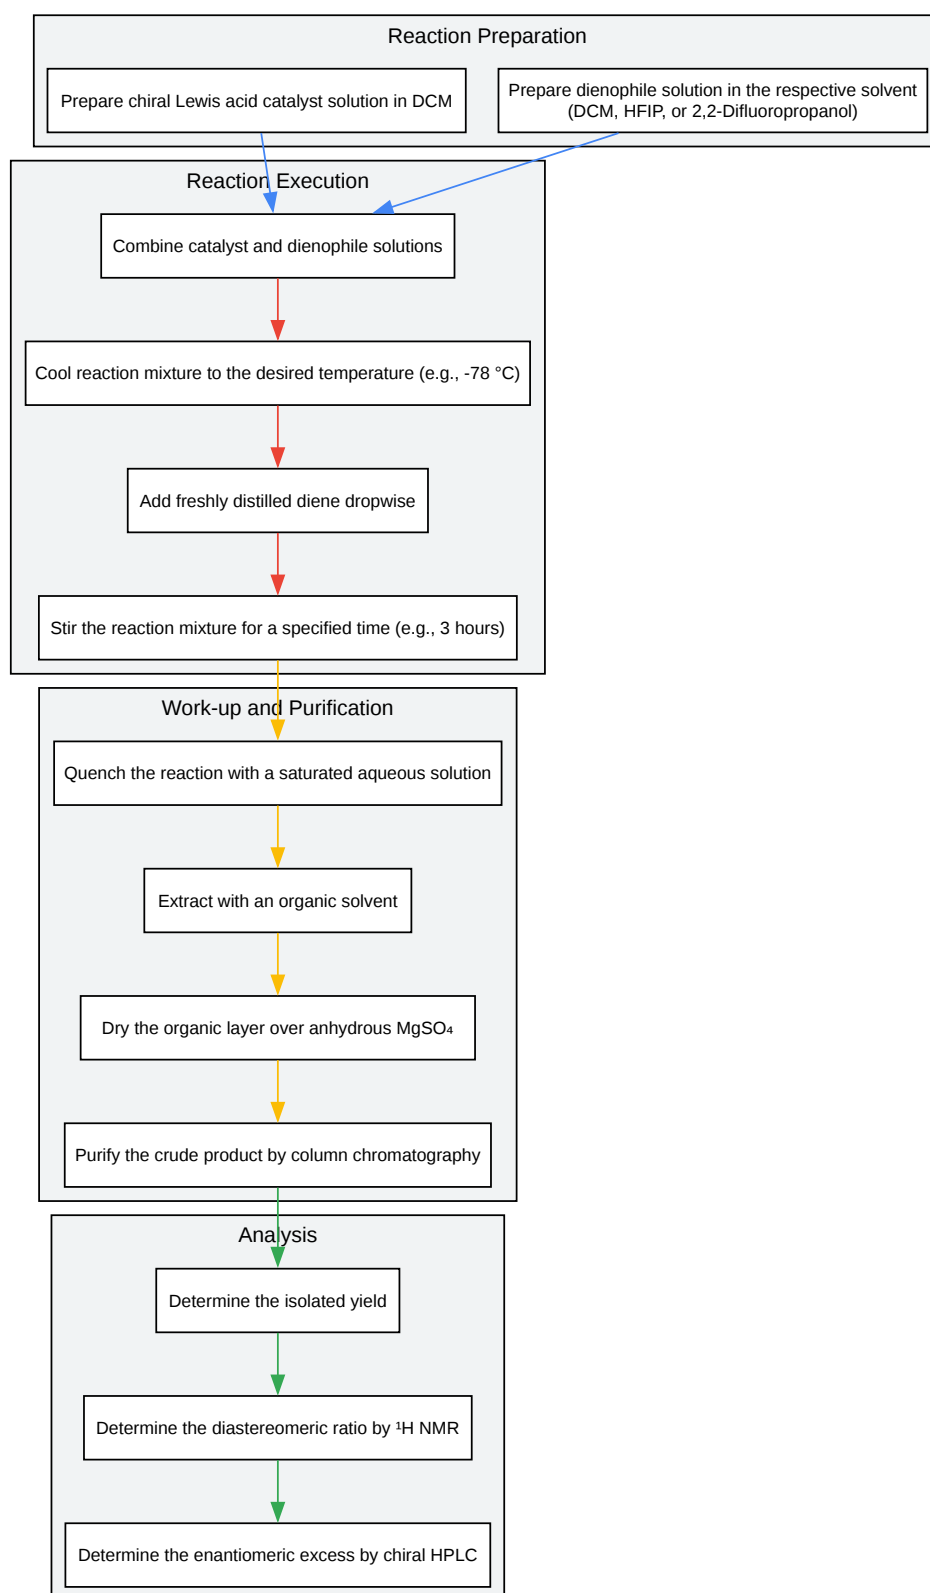 Reaction Preparation
Prepare chiral Lewis acid catalyst solution in DCM
Prepare dienophile solution in the respective solvent
(DCM, HFIP, or 2,2-Difluoropropanol)
Reaction Execution
Combine catalyst and dienophile solutions
Cool reaction mixture to the desired temperature (e.g., -78 °C)
Add freshly distilled diene dropwise
Stir the reaction mixture for a specified time (e.g., 3 hours)
Work-up and Purification
Quench the reaction with a saturated aqueous solution
Extract with an organic solvent
Dry the organic layer over anhydrous MgSO₄
Purify the crude product by column chromatography
Analysis
Determine the isolated yield
Determine the diastereomeric ratio by ¹H NMR
Determine the enantiomeric excess by chiral HPLC